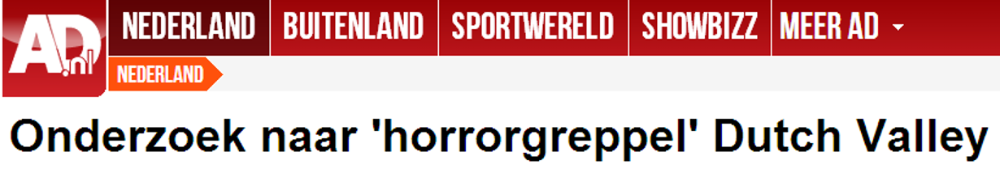 AD.nl NEDERLAND BUITENLAND SPORTWERELD SHOWBIZZ MEER AD
NEDERLAND
Onderzoek naar 'horrorgreppel' Dutch Valley